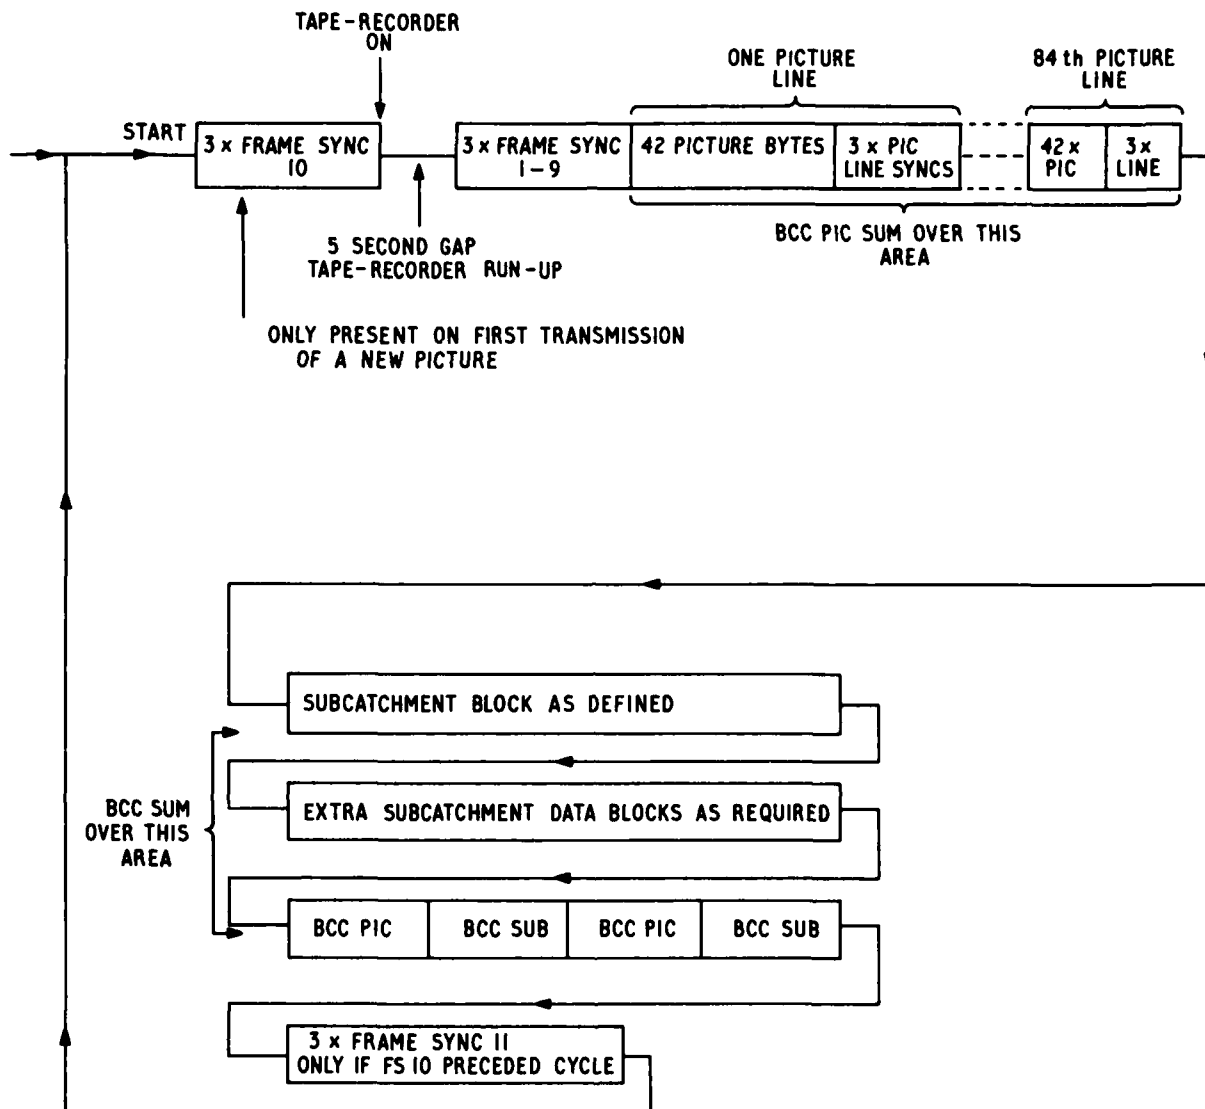 TAPE-RECORDER
ON
ONE PICTURE
LINE
84th PICTURE
LINE
START
3 x FRAME SYNC
10
3 x FRAME SYNC
1-9
42 PICTURE BYTES
3 x PIC
LINE SYNCS
42 x
PIC
3 x
LINE
5 SECOND GAP
TAPE-RECORDER RUN-UP
BCC PIC SUM OVER THIS
AREA
ONLY PRESENT ON FIRST TRANSMISSION
OF A NEW PICTURE
SUBCATCHMENT BLOCK AS DEFINED
BCC SUM
OVER THIS
AREA
EXTRA SUBCATCHMENT DATA BLOCKS AS REQUIRED
BCC PIC
BCC SUB
BCC PIC
BCC SUB
3 x FRAME SYNC 11
ONLY IF FS 10 PRECEDED CYCLE